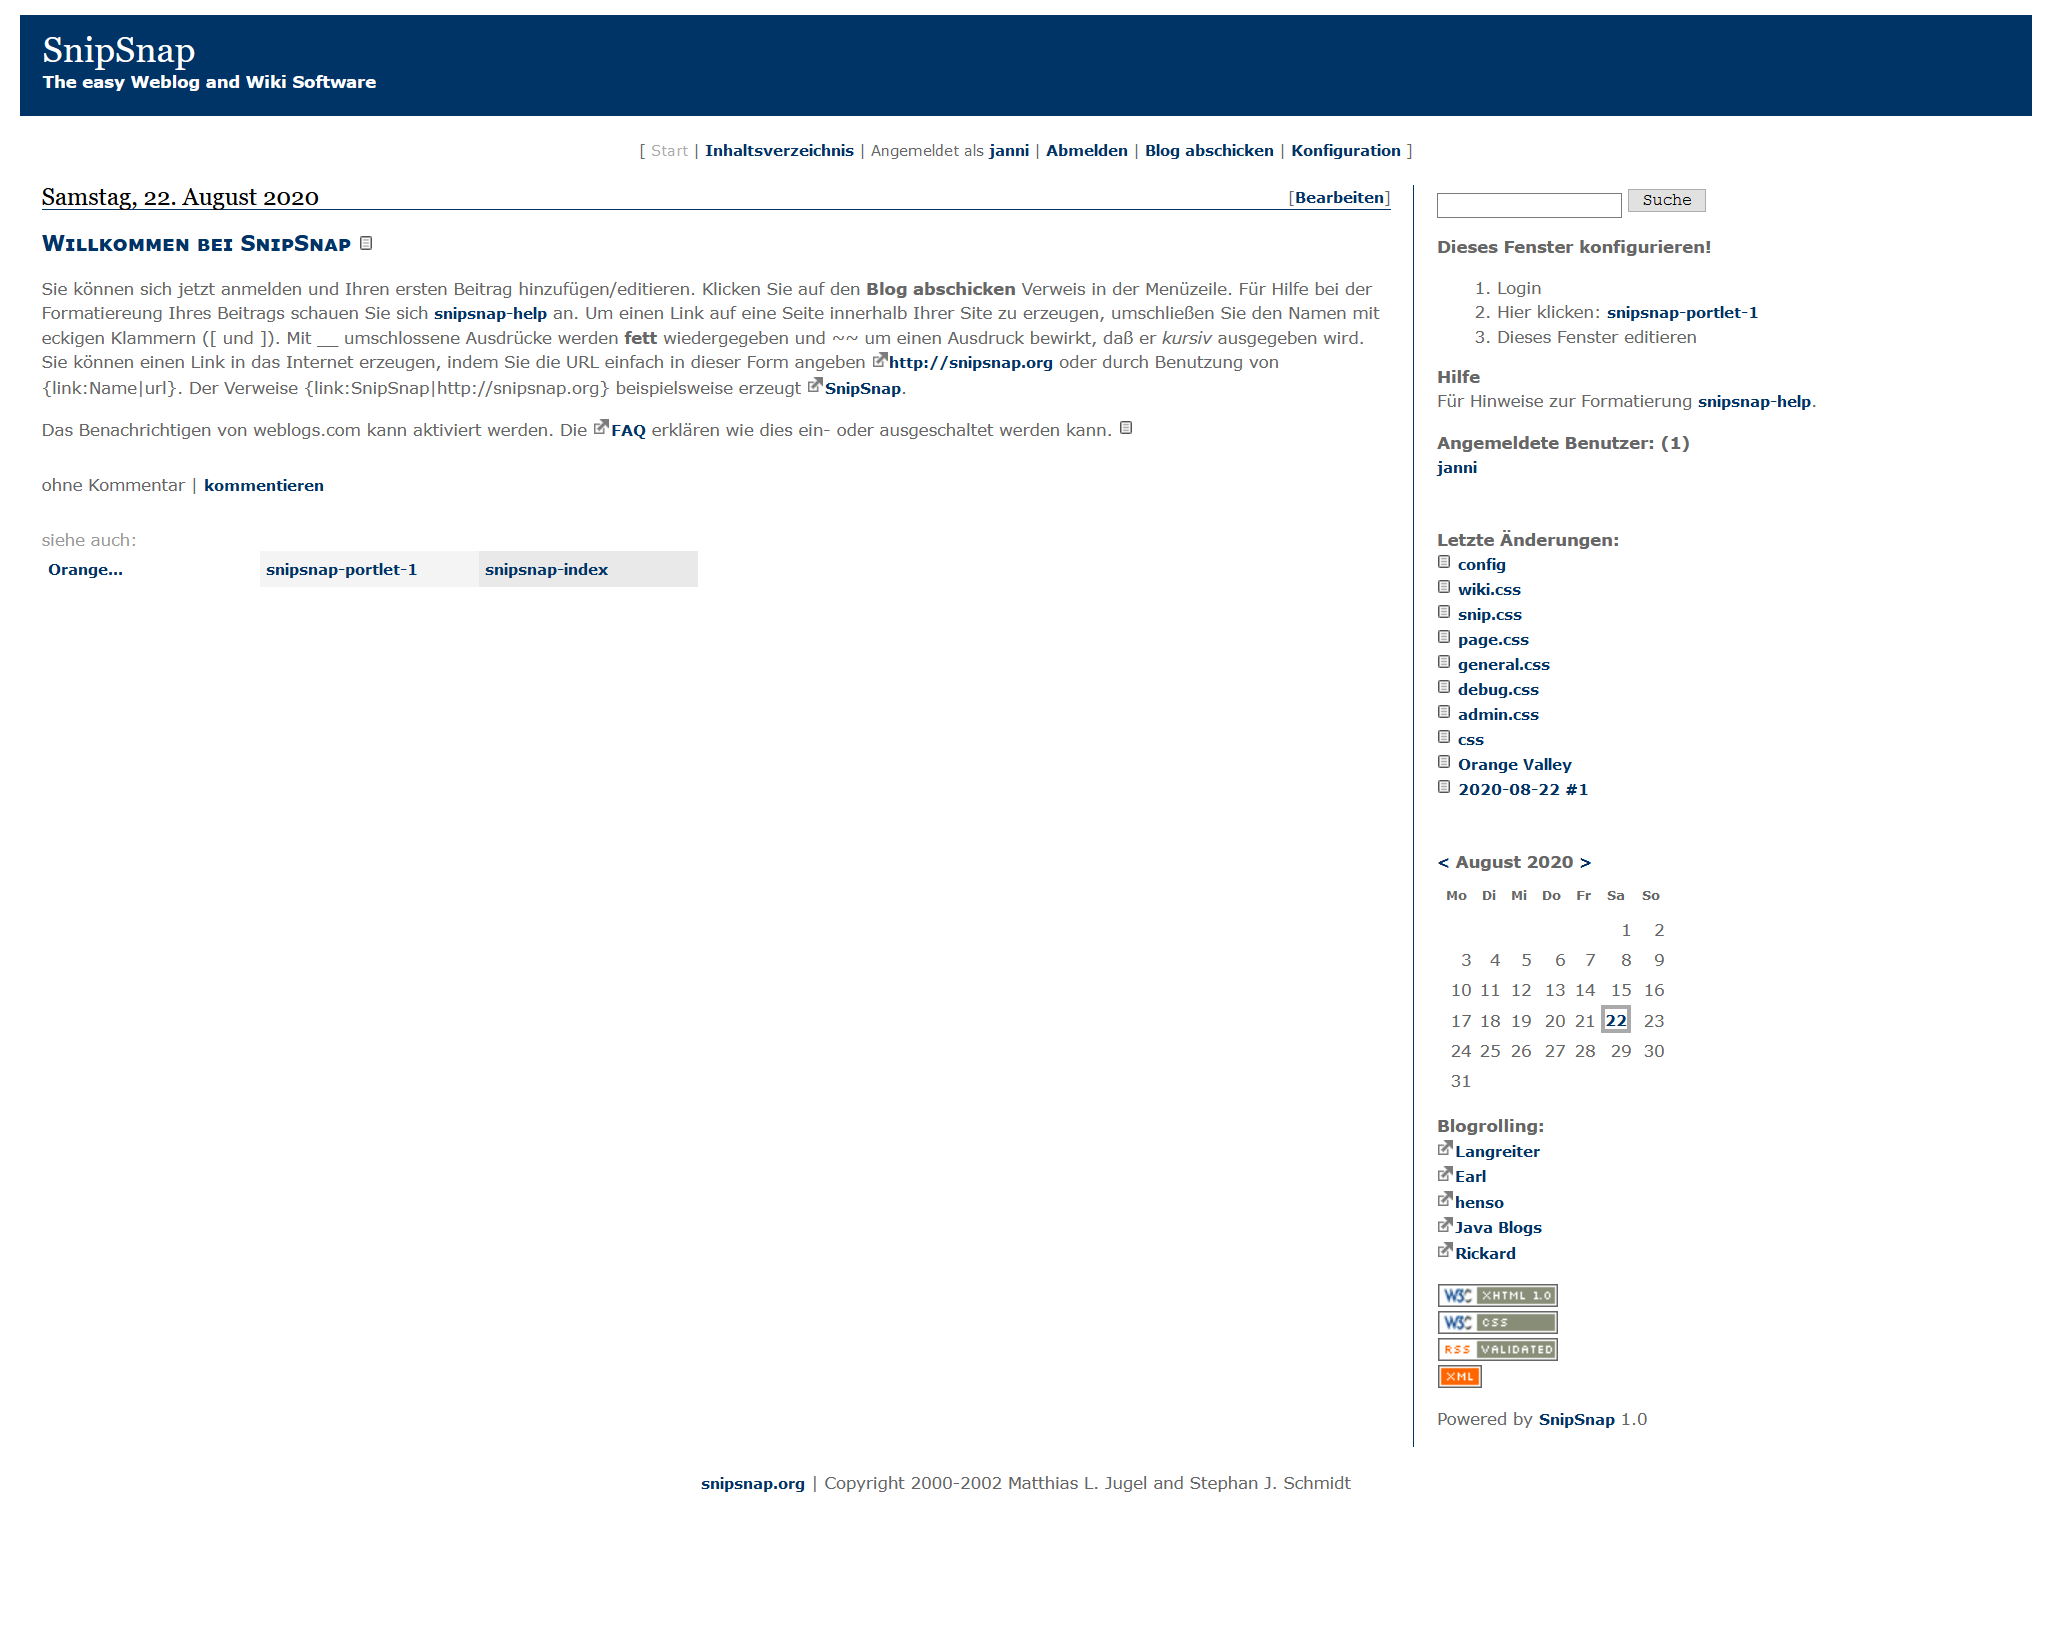 SnipSnap
The easy Weblog and Wiki Software
[ Start | Inhaltsverzeichnis | Angemeldet als janni | Abmelden | Blog abschicken | Konfiguration ]
Samstag, 22. August 2020 [Bearbeiten]
Willkommen bei SnipSnap
Sie können sich jetzt anmelden und Ihren ersten Beitrag hinzufügen/editieren. Klicken Sie auf den Blog abschicken Verweis in der Menüzeile. Für Hilfe bei der
Formatiereung Ihres Beitrags schauen Sie sich snipsnap-help an. Um einen Link auf eine Seite innerhalb Ihrer Site zu erzeugen, umschließen Sie den Namen mit
eckigen Klammern ([ und ]). Mit __ umschlossene Ausdrücke werden fett wiedergegeben und ~~ um einen Ausdruck bewirkt, daß er kursiv ausgegeben wird.
Sie können einen Link in das Internet erzeugen, indem Sie die URL einfach in dieser Form angeben http://snipsnap.org oder durch Benutzung von
{link:Name|url}. Der Verweise {link:SnipSnap|http://snipsnap.org} beispielsweise erzeugt SnipSnap.
Das Benachrichtigen von weblogs.com kann aktiviert werden. Die FAQ erklären wie dies ein- oder ausgeschaltet werden kann.
ohne Kommentar | kommentieren
siehe auch:
Orange... snipsnap-portlet-1 snipsnap-index
Suche
Dieses Fenster konfigurieren!
1. Login
2. Hier klicken: snipsnap-portlet-1
3. Dieses Fenster editieren
Hilfe
Für Hinweise zur Formatierung snipsnap-help.
Angemeldete Benutzer: (1)
janni
Letzte Änderungen:
config
wiki.css
snip.css
page.css
general.css
debug.css
admin.css
css
Orange Valley
2020-08-22 #1
< August 2020 >
Mo Di Mi Do Fr Sa So
1 2
3 4 5 6 7 8 9
10 11 12 13 14 15 16
17 18 19 20 21 22 23
24 25 26 27 28 29 30
31
Blogrolling:
Langreiter
Earl
henso
Java Blogs
Rickard
W3C XHTML 1.0
W3C CSS
RSS VALIDATED
XML
Powered by SnipSnap 1.0
snipsnap.org | Copyright 2000-2002 Matthias L. Jugel and Stephan J. Schmidt